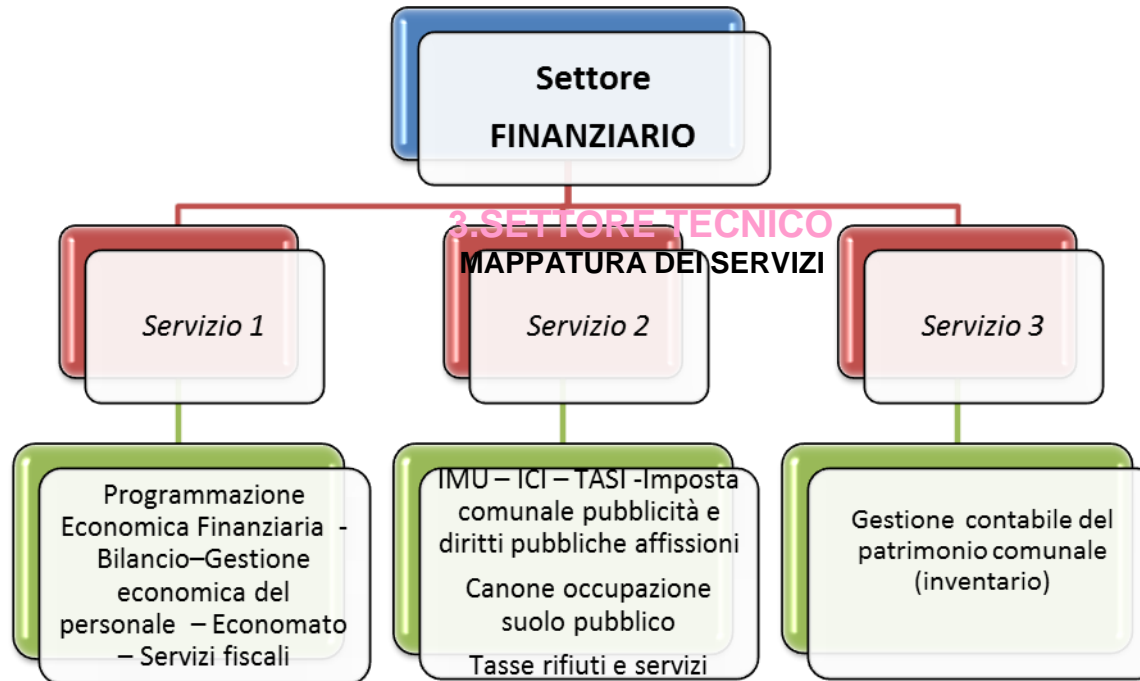 Settore
FINANZIARIO
3.SETTORE TECNICO
MAPPATURA DEI SERVIZI
Servizio 1
Servizio 2
Servizio 3
Programmazione
Economica Finanziaria -
Bilancio–Gestione
economica del
personale – Economato
– Servizi fiscali
IMU – ICI – TASI -Imposta
comunale pubblicità e
diritti pubbliche affissioni
Canone occupazione
suolo pubblico
Tasse rifiuti e servizi
Gestione contabile del
patrimonio comunale
(inventario)